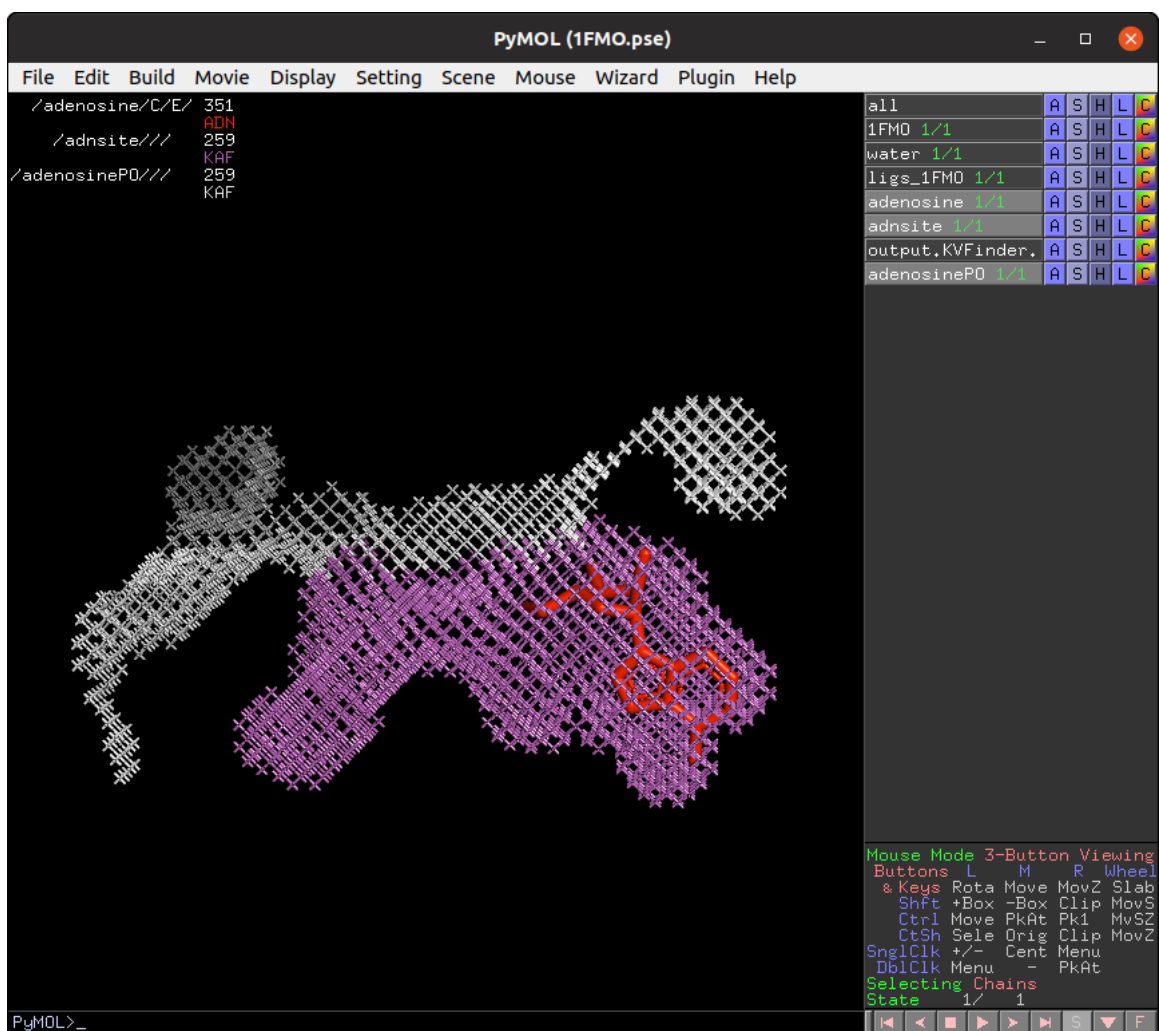 PyMOL (1FMO.pse)
File Edit Build Movie Display Setting Scene Mouse Wizard Plugin Help
/adenosine/C/E/ 351
ADN
/adnsite/// 259
KAF
/adenosinePO/// 259
KAF
all A S H L C
1FMO 1/1 A S H L C
water 1/1 A S H L C
ligs_1FMO 1/1 A S H L C
adenosine 1/1 A S H L C
adnsite 1/1 A S H L C
output.KVFinder. A S H L C
adenosinePO 1/1 A S H L C
Mouse Mode 3-Button Viewing
Buttons L M R Wheel
& Keys Rota Move MovZ Slab
Shft +Box -Box Clip MovS
Ctrl Move PkAt Pk1 MvSZ
CtSh Sele Orig Clip MovZ
SnglClk +/- Cent Menu
DblClk Menu - PkAt
Selecting Chains
State 1/ 1
PyMOL>_
S F